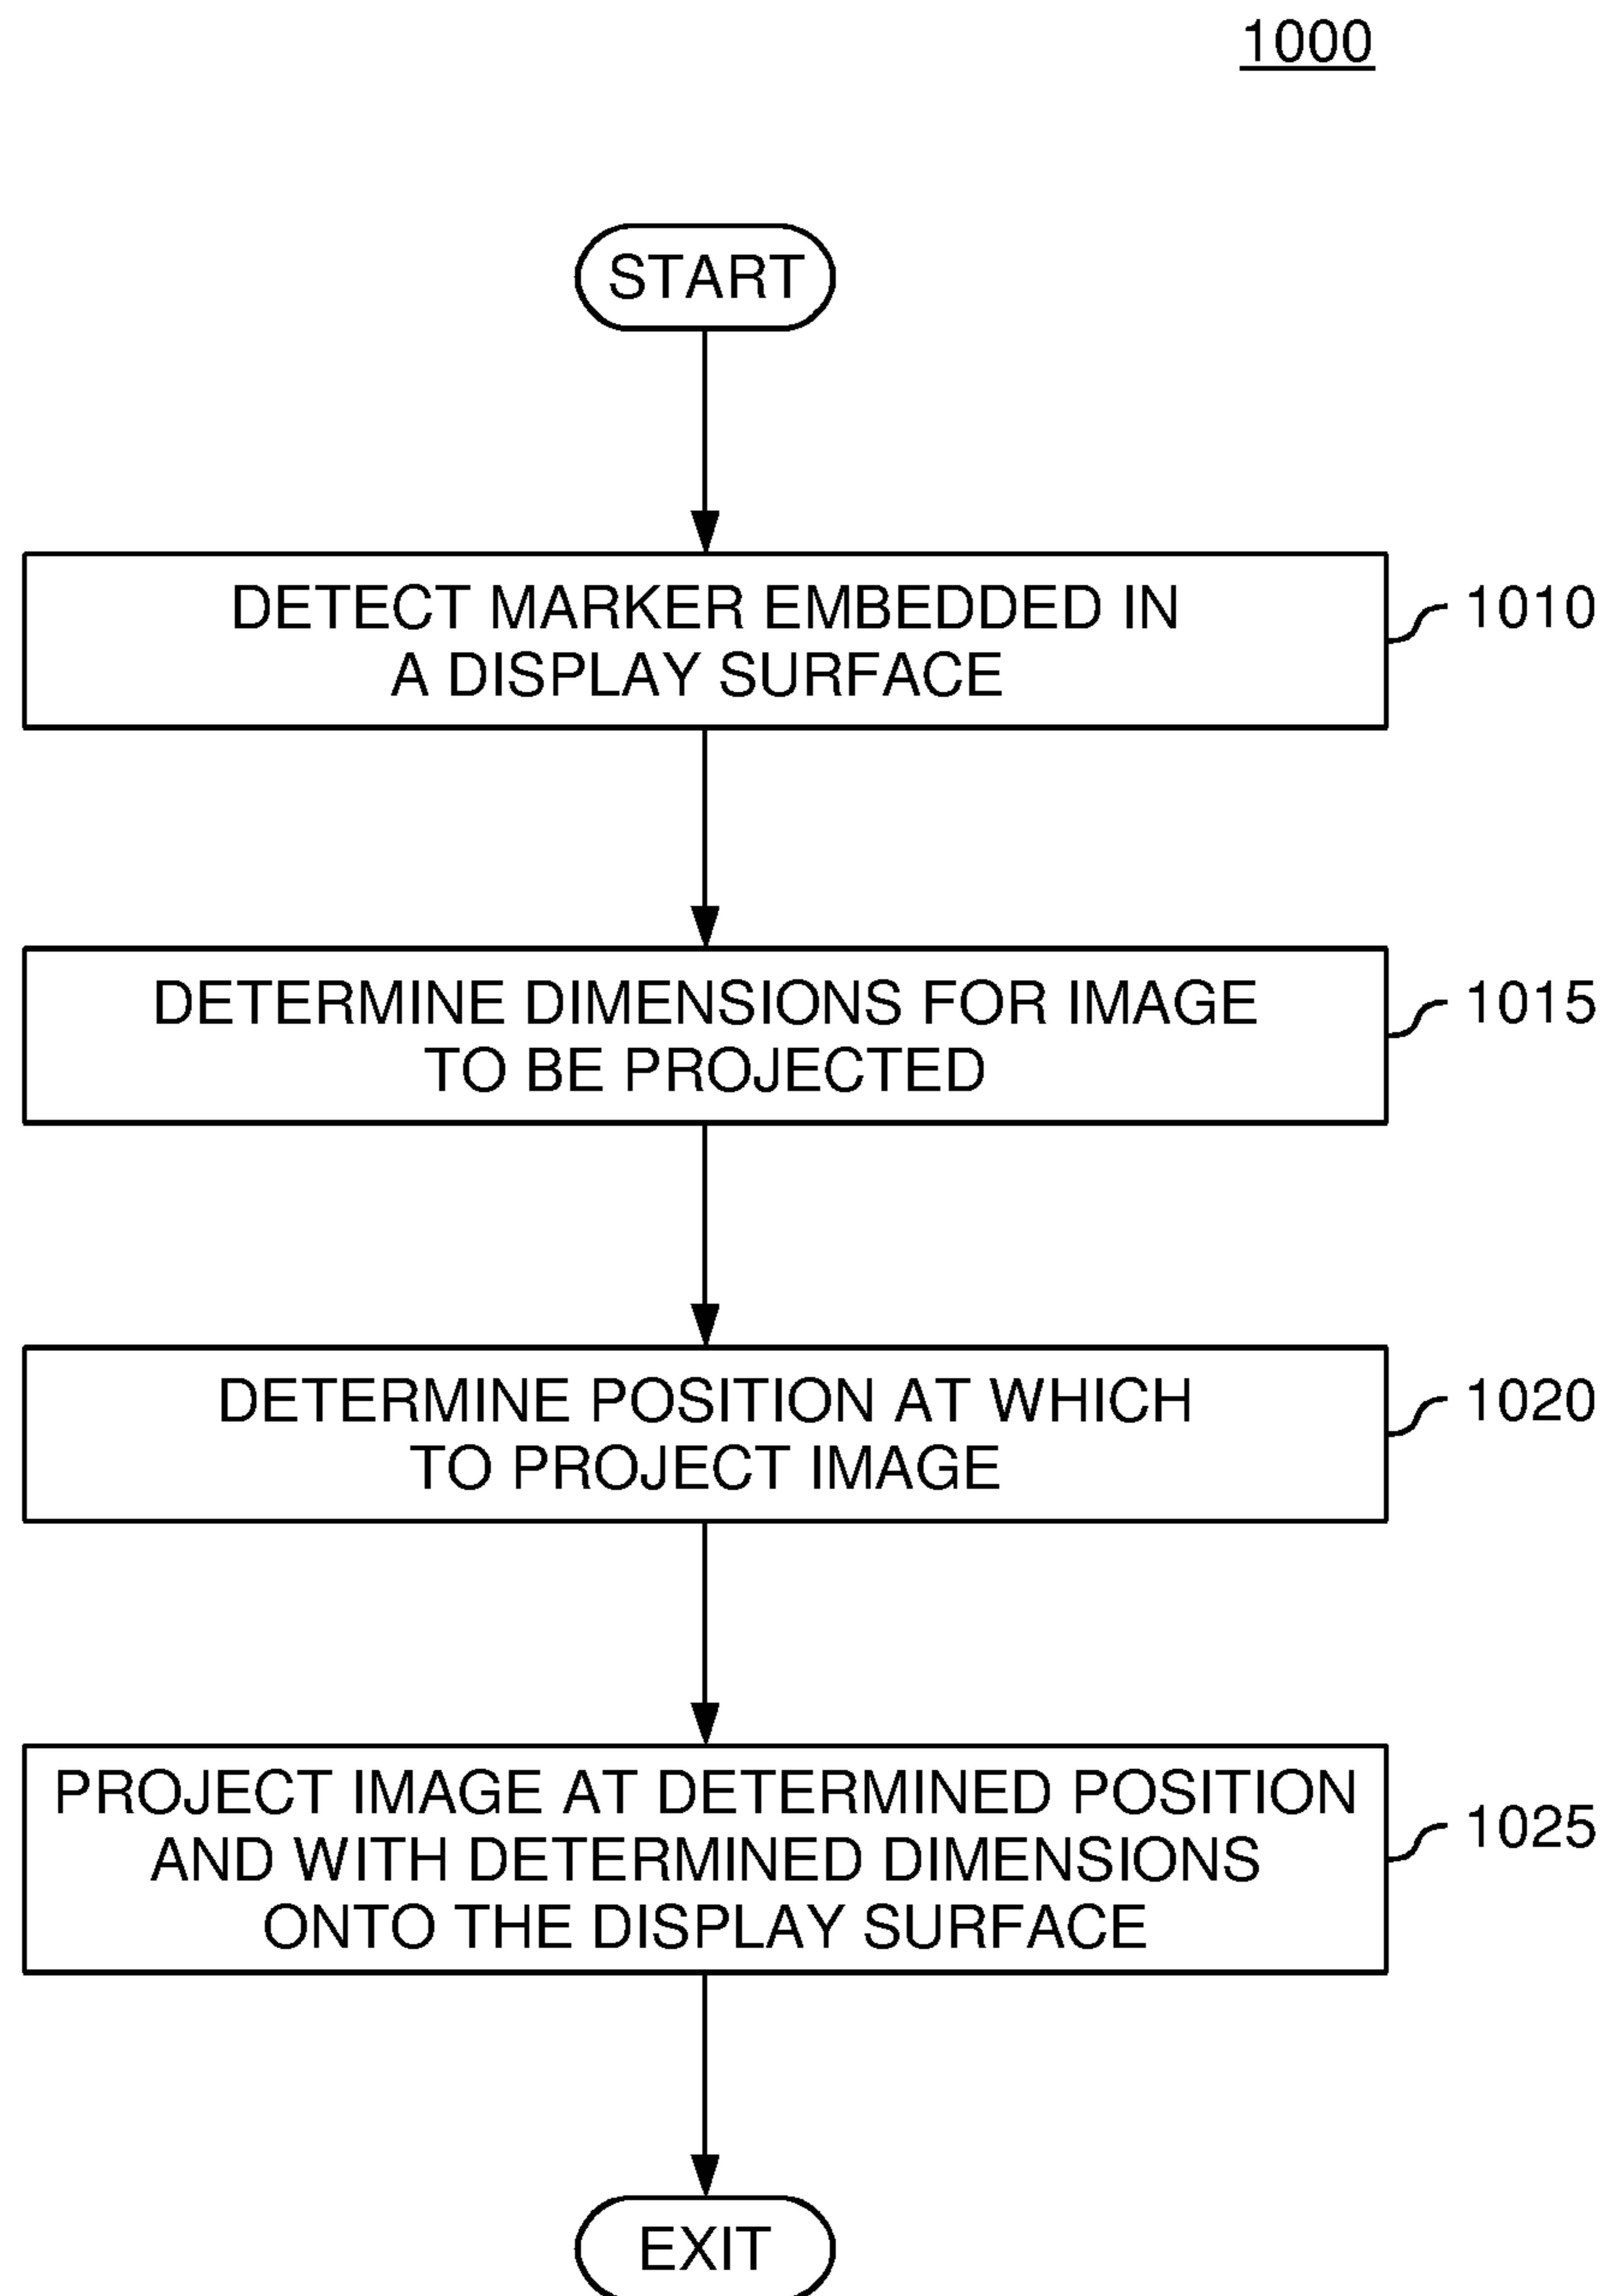 1000
START
DETECT MARKER EMBEDDED IN
A DISPLAY SURFACE
1010
DETERMINE DIMENSIONS FOR IMAGE
TO BE PROJECTED
1015
DETERMINE POSITION AT WHICH
TO PROJECT IMAGE
1020
PROJECT IMAGE AT DETERMINED POSITION
AND WITH DETERMINED DIMENSIONS
ONTO THE DISPLAY SURFACE
1025
EXIT